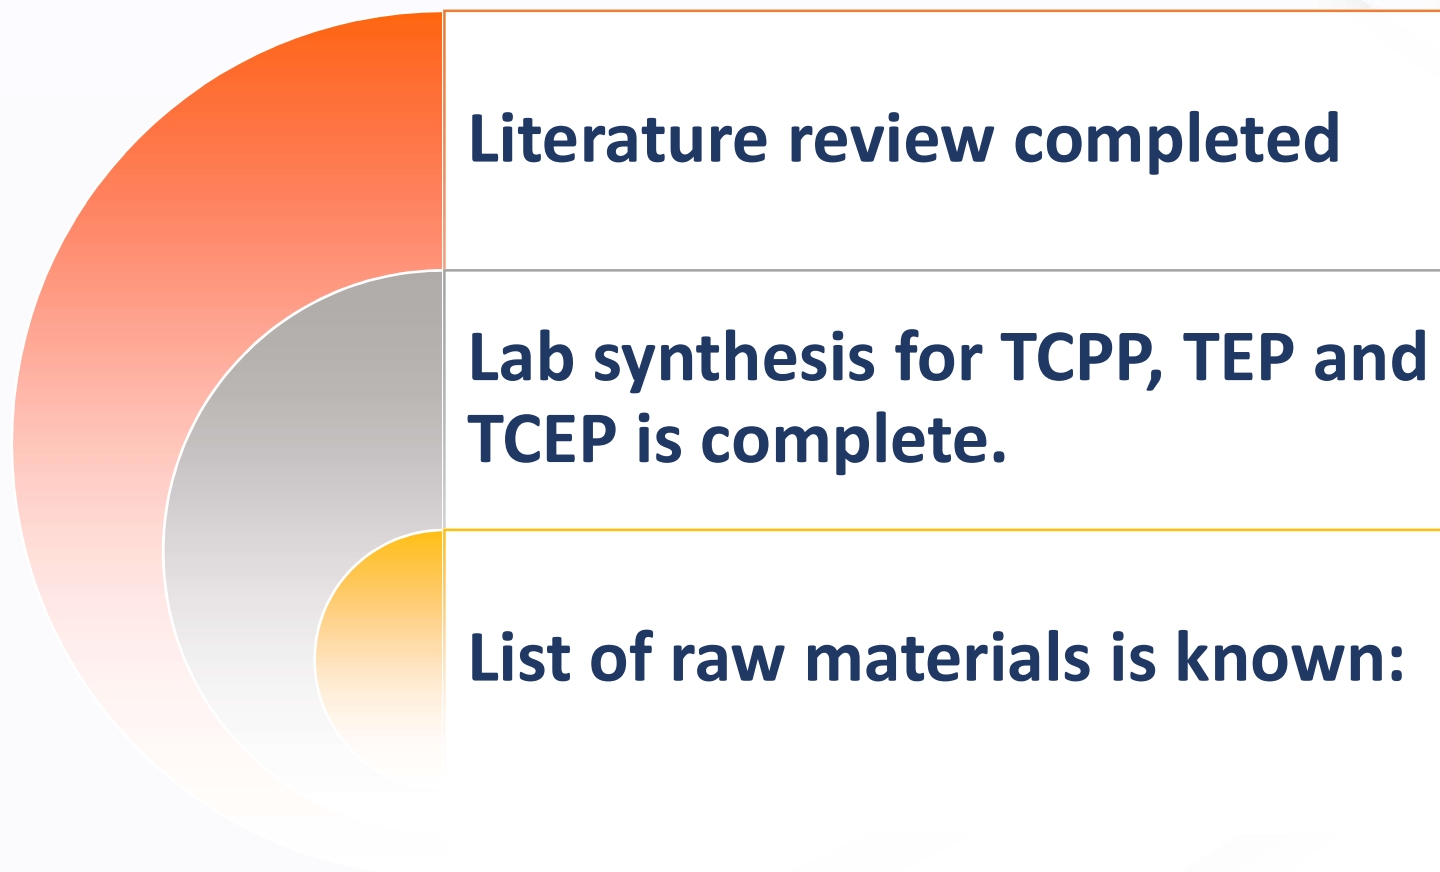 Literature review completed
Lab synthesis for TCPP, TEP and
TCEP is complete.
List of raw materials is known: